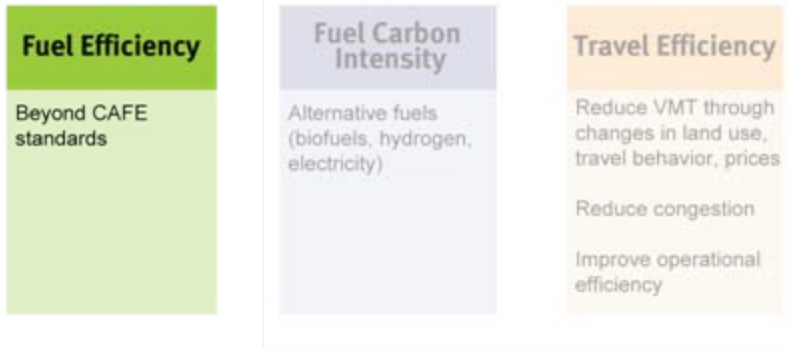 Fuel Efficiency
Beyond CAFE
standards
Fuel Carbon
Intensity
Alternative fuels
(biofuels, hydrogen,
electricity)
Travel Efficiency
Reduce VMT through
changes in land use,
travel behavior, prices
Reduce congestion
Improve operational
efficiency